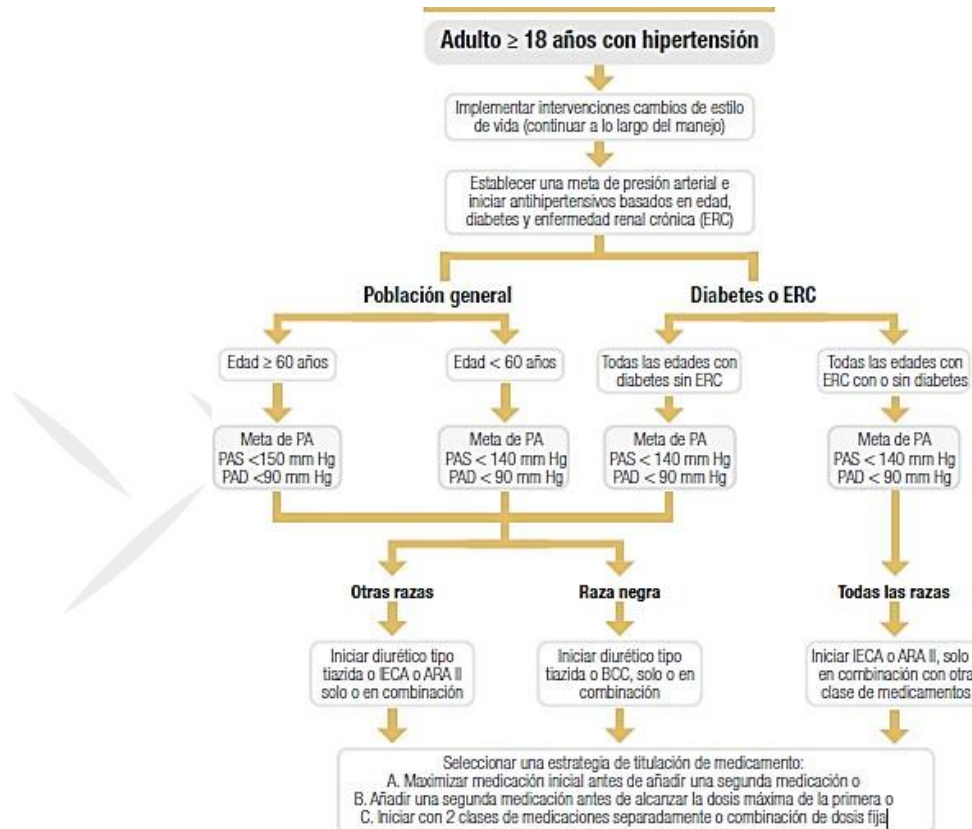 Adulto ≥ 18 años con hipertensión
Implementar intervenciones cambios de estilo
de vida (continuar a lo largo del manejo)
Establecer una meta de presión arterial e
iniciar antihipertensivos basados en edad,
diabetes y enfermedad renal crónica (ERC)
Población general
Diabetes o ERC
Edad ≥ 60 años
Edad < 60 años
Todas las edades con
diabetes sin ERC
Todas las edades con
ERC con o sin diabetes
Meta de PA
PAS <150 mm Hg
PAD <90 mm Hg
Meta de PA
PAS < 140 mm Hg
PAD < 90 mm Hg
Meta de PA
PAS < 140 mm Hg
PAD < 90 mm Hg
Meta de PA
PAS < 140 mm Hg
PAD < 90 mm Hg
Otras razas
Raza negra
Todas las razas
Iniciar diurético tipo
tiazida o IECA o ARA II
solo o en combinación
Iniciar diurético tipo
tiazida o BCC, solo o en
combinación
Iniciar IECA o ARA II, solo
en combinación con otra
clase de medicamentos
Seleccionar una estrategia de titulación de medicamento:
A. Maximizar medicación inicial antes de añadir una segunda medicación o
B. Añadir una segunda medicación antes de alcanzar la dosis máxima de la primera o
C. Iniciar con 2 clases de medicaciones separadamente o combinación de dosis fija